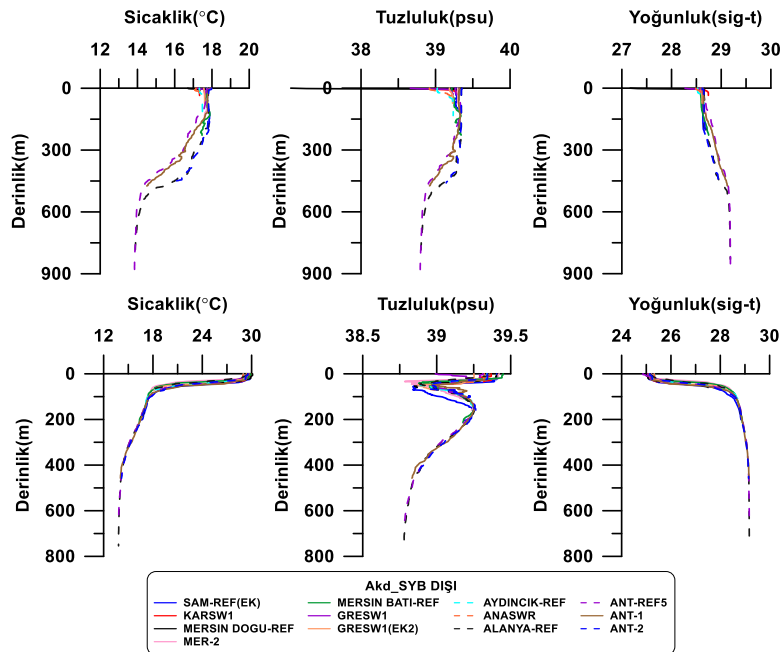 Sicaklik(°C)
Tuzluluk(psu)
Yoğunluk(sig-t)
12 14 16 18 20
38 39 40
27 28 29 30
0
300
600
900
Derinlik(m)
0
300
600
900
Derinlik(m)
0
300
600
900
Derinlik(m)
Sicaklik(°C)
Tuzluluk(psu)
Yoğunluk(sig-t)
12 18 24 30
38.5 39 39.5
24 26 28 30
0
200
400
600
800
Derinlik(m)
0
200
400
600
800
Derinlik(m)
0
200
400
600
800
Derinlik(m)
Akd_SYB DIŞI
SAM-REF(EK)
KARSW1
MERSIN DOGU-REF
MER-2
MERSIN BATI-REF
GRESW1
GRESW1(EK2)
AYDINCIK-REF
ANASWR
ALANYA-REF
ANT-REF5
ANT-1
ANT-2